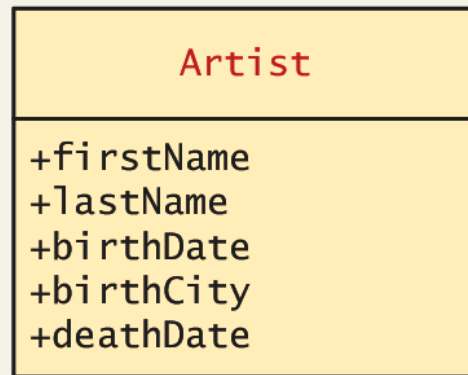 Artist
+firstName
+lastName
+birthDate
+birthCity
+deathDate